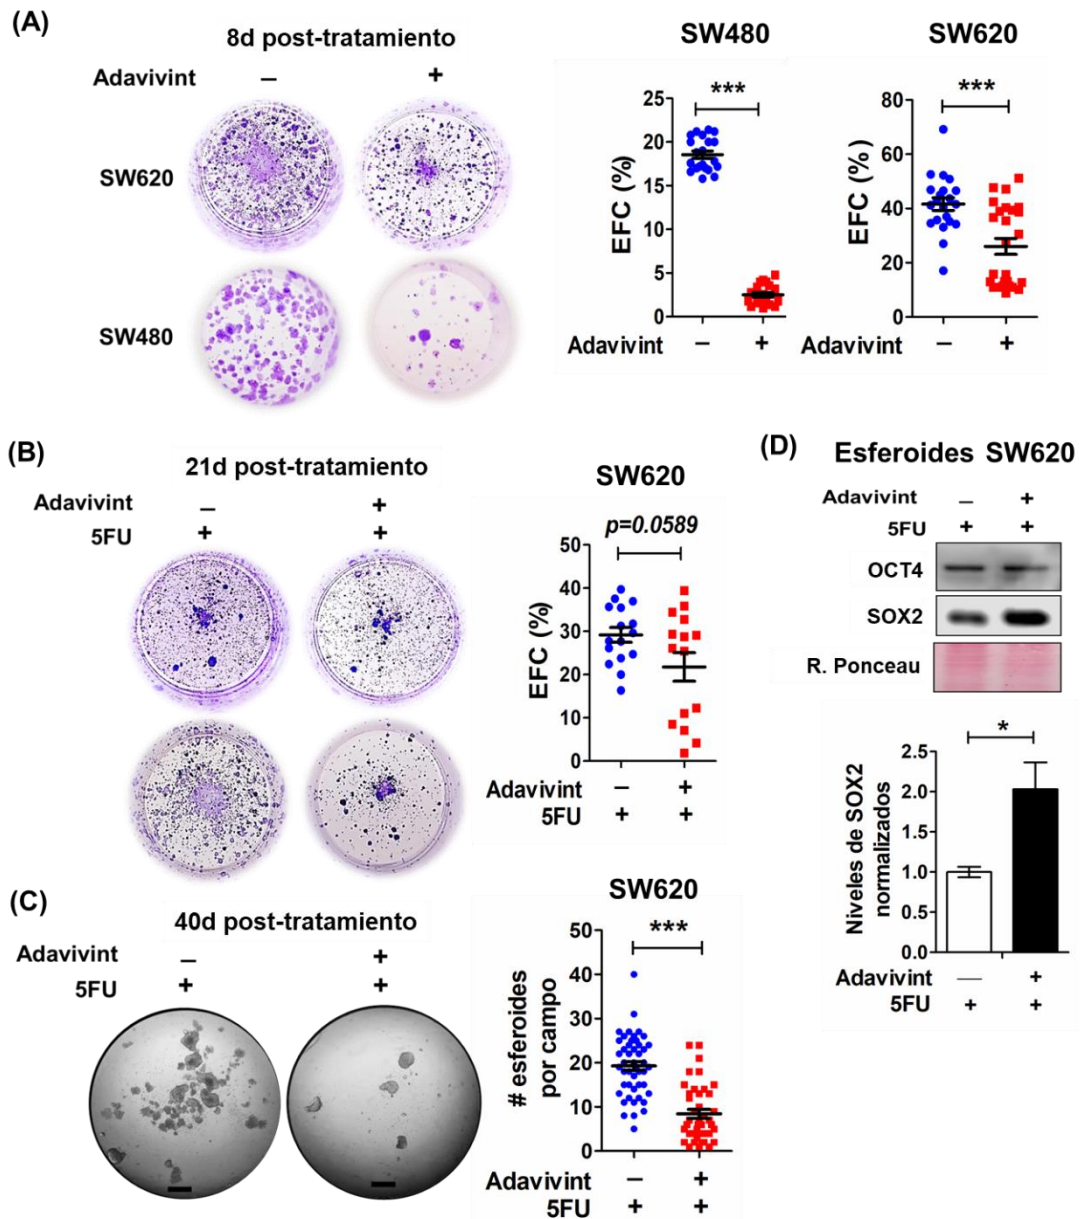 (A)
8d post-tratamiento
Adavivint – +
SW620
SW480
SW480
***
EFC (%)
25
20
15
10
5
0
Adavivint – +
SW620
***
EFC (%)
80
60
40
20
0
Adavivint – +
(B)
21d post-tratamiento
Adavivint – +
5FU + +
SW620
p=0.0589
EFC (%)
50
40
30
20
10
0
Adavivint – +
5FU + +
(C)
40d post-tratamiento
Adavivint – +
5FU + +
SW620
***
# esferoides
por campo
50
40
30
20
10
0
Adavivint – +
5FU + +
(D)
Esferoides SW620
Adavivint – +
5FU + +
OCT4
SOX2
R. Ponceau
*
Niveles de SOX2
normalizados
2.5
2.0
1.5
1.0
0.5
0.0
Adavivint — +
5FU + +